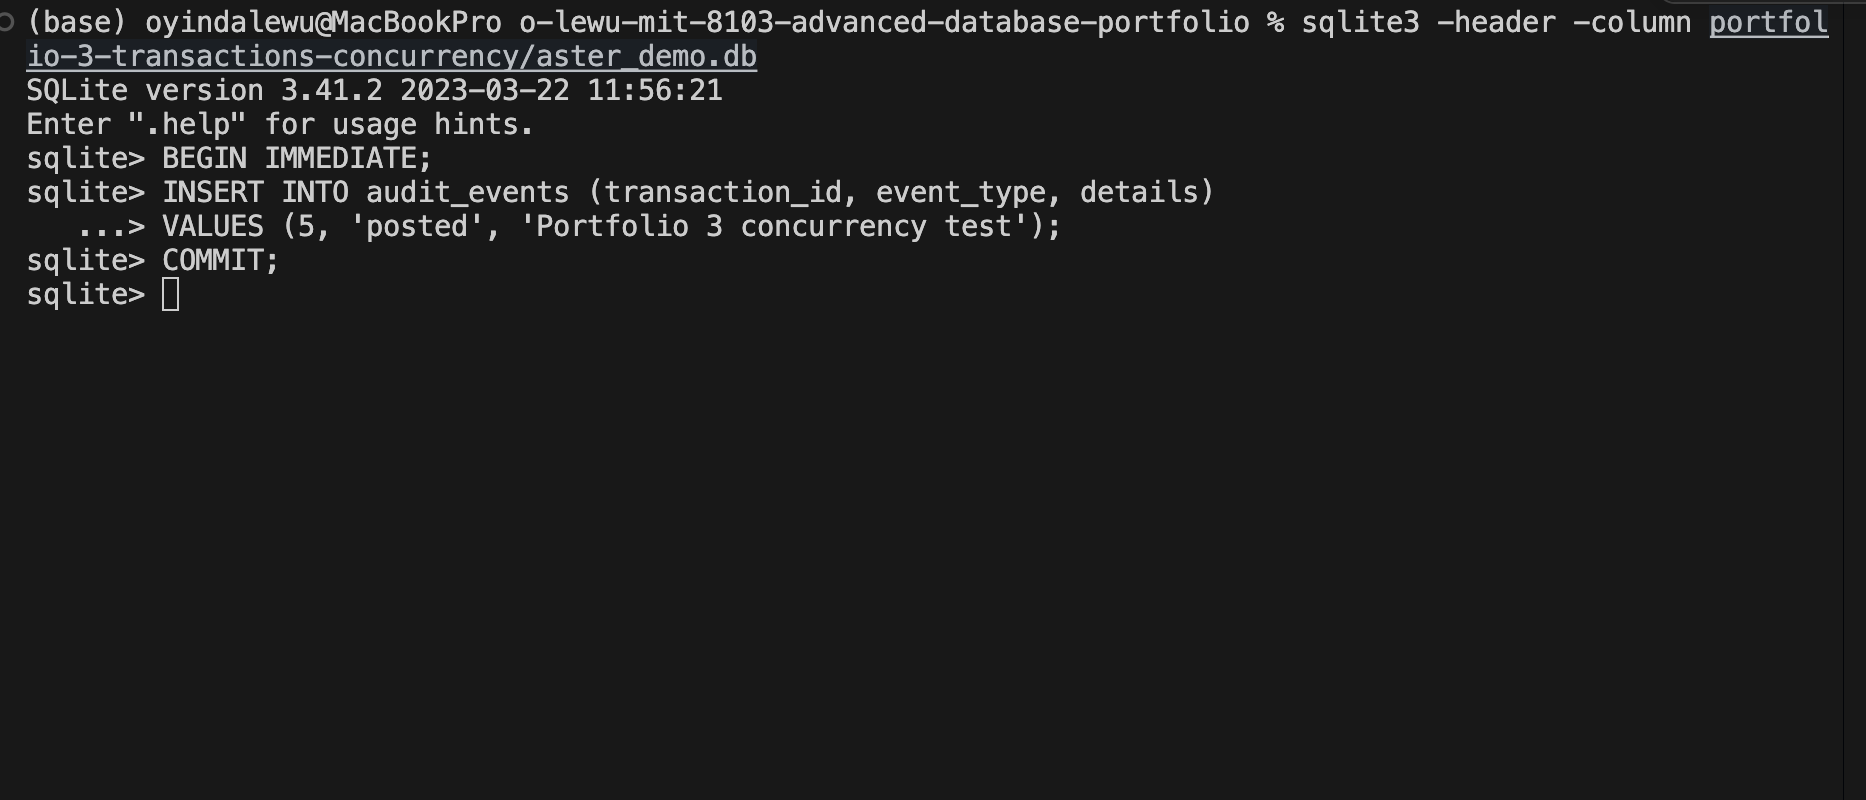 (base) oyindalewu@MacBookPro o-lewu-mit-8103-advanced-database-portfolio % sqlite3 -header -column portfol
io-3-transactions-concurrency/aster_demo.db
SQLite version 3.41.2 2023-03-22 11:56:21
Enter ".help" for usage hints.
sqlite> BEGIN IMMEDIATE;
sqlite> INSERT INTO audit_events (transaction_id, event_type, details)
   ...> VALUES (5, 'posted', 'Portfolio 3 concurrency test');
sqlite> COMMIT;
sqlite>